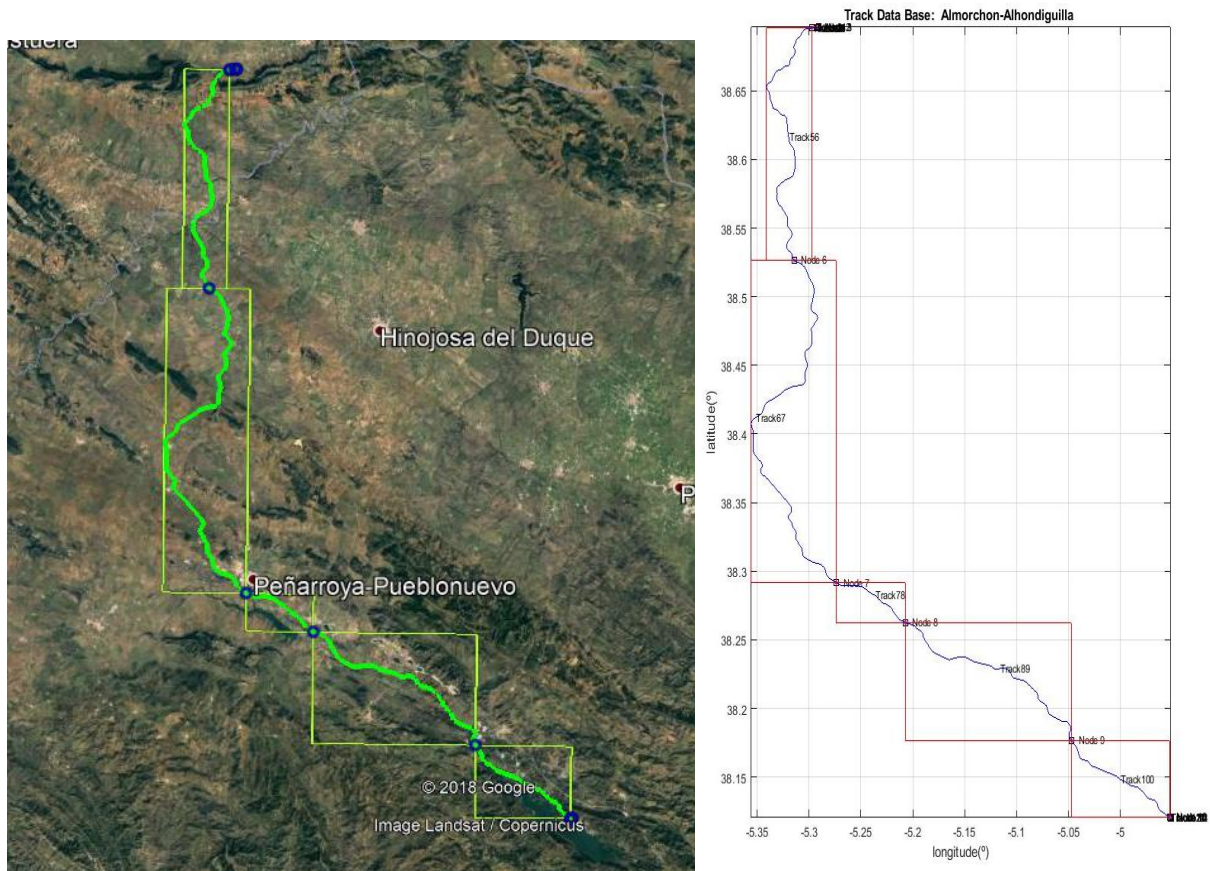 stuera
Hinojosa del Duque
P
Peñarroya-Pueblonuevo
© 2018 Google
Image Landsat / Copernicus
Track Data Base: Almorchon-Alhondiguilla
38.65
Track56
38.6
38.55
Node 6
38.5
38.45
Track67
38.4
latitude(º)
38.35
38.3
Node 7
Track78
Node 8
38.25
Track89
38.2
Node 9
38.15
Track100
-5.35 -5.3 -5.25 -5.2 -5.15 -5.1 -5.05 -5
longitude(º)